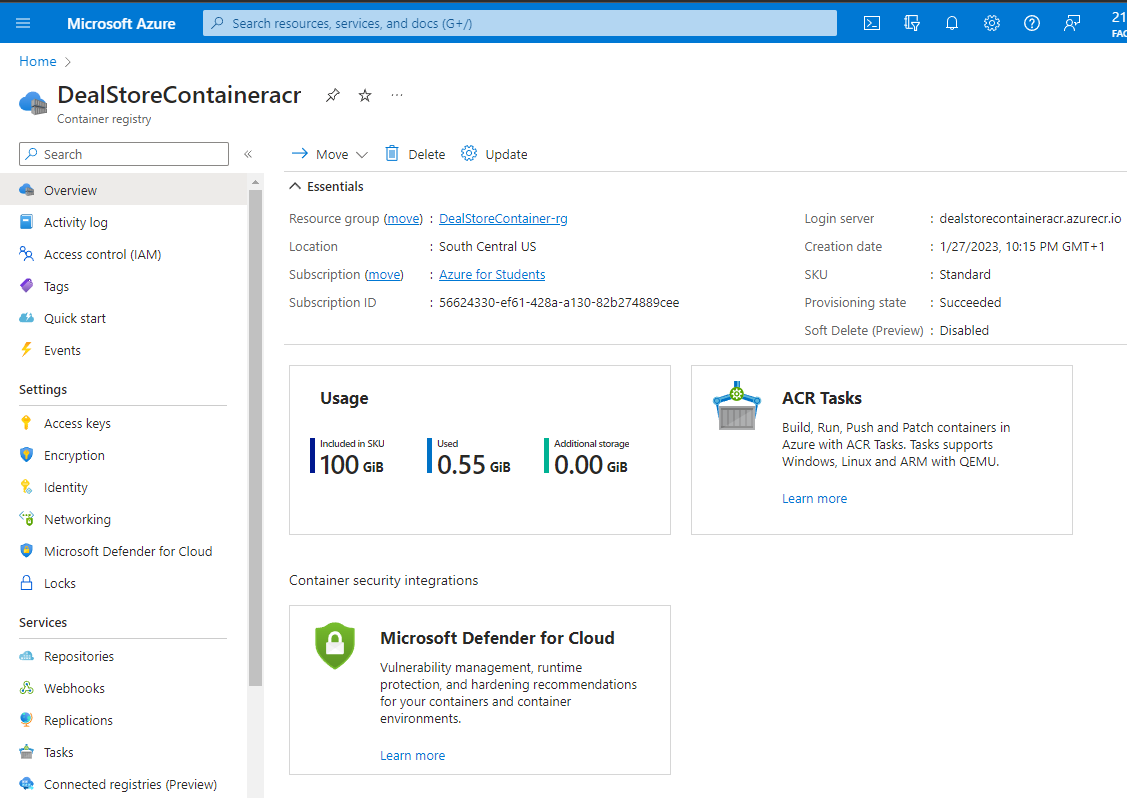 Microsoft Azure
Search resources, services, and docs (G+/)
21
FAC
Home
DealStoreContaineracr
Container registry
Search
«
Overview
Activity log
Access control (IAM)
Tags
Quick start
Events
Settings
Access keys
Encryption
Identity
Networking
Microsoft Defender for Cloud
Locks
Services
Repositories
Webhooks
Replications
Tasks
Connected registries (Preview)
Move
Delete
Update
Essentials
Resource group (move) : DealStoreContainer-rg
Location : South Central US
Subscription (move) : Azure for Students
Subscription ID : 56624330-ef61-428a-a130-82b274889cee
Login server : dealstorecontaineracr.azurecr.io
Creation date : 1/27/2023, 10:15 PM GMT+1
SKU : Standard
Provisioning state : Succeeded
Soft Delete (Preview) : Disabled
Usage
Included in SKU
100 GiB
Used
0.55 GiB
Additional storage
0.00 GiB
ACR Tasks
Build, Run, Push and Patch containers in
Azure with ACR Tasks. Tasks supports
Windows, Linux and ARM with QEMU.
Learn more
Container security integrations
Microsoft Defender for Cloud
Vulnerability management, runtime
protection, and hardening recommendations
for your containers and container
environments.
Learn more